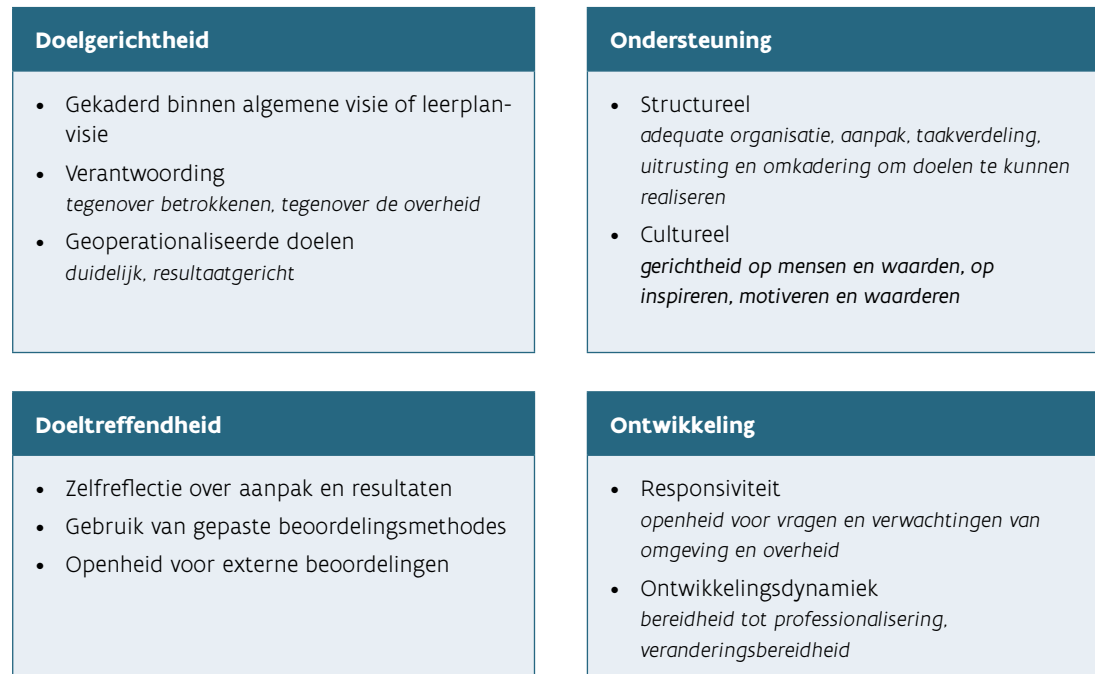 Doelgerichtheid
• Gekaderd binnen algemene visie of leerplan-
visie
• Verantwoording
tegenover betrokkenen, tegenover de overheid
• Geoperationaliseerde doelen
duidelijk, resultaatgericht
Ondersteuning
• Structureel
adequate organisatie, aanpak, taakverdeling,
uitrusting en omkadering om doelen te kunnen
realiseren
• Cultureel
gerichtheid op mensen en waarden, op
inspireren, motiveren en waarderen
Doeltreffendheid
• Zelfreflectie over aanpak en resultaten
• Gebruik van gepaste beoordelingsmethodes
• Openheid voor externe beoordelingen
Ontwikkeling
• Responsiviteit
openheid voor vragen en verwachtingen van
omgeving en overheid
• Ontwikkelingsdynamiek
bereidheid tot professionalisering,
veranderingsbereidheid